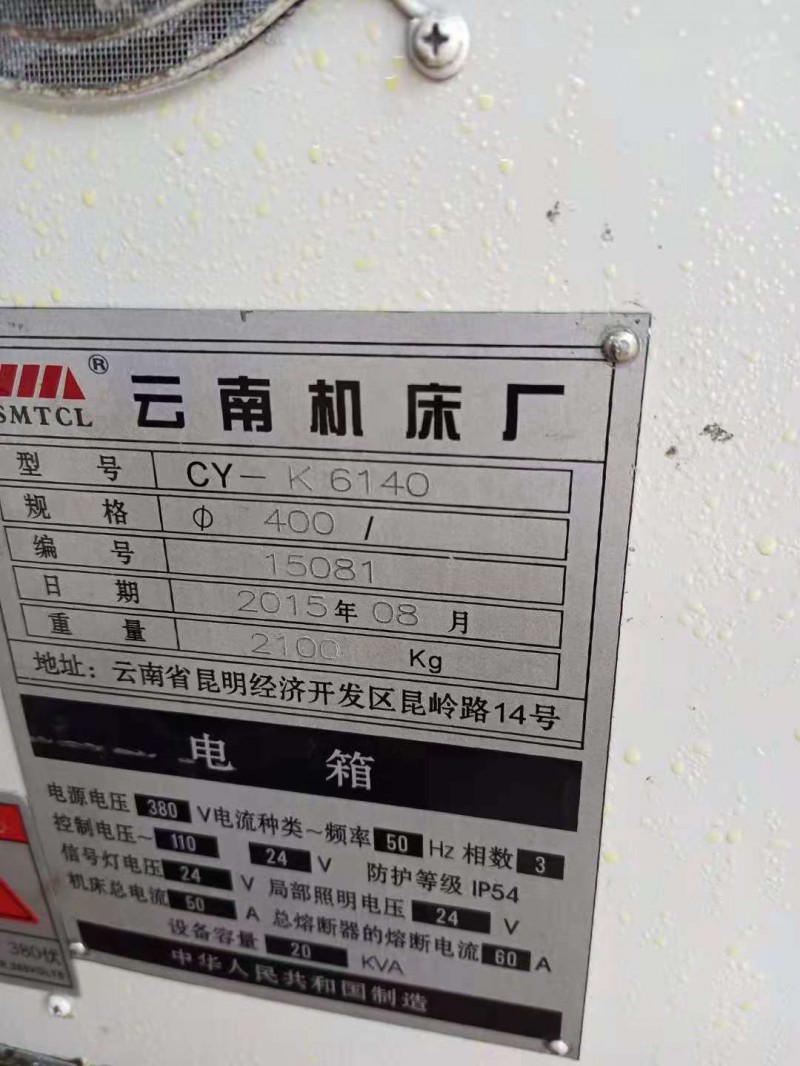 ® 云南机床厂
SMTCL
型号 CY- K 6140
规格 Φ 400 /
编号 15081
日期 2015年 08 月
重量 2100 Kg
地址：云南省昆明经济开发区昆岭路14号
电箱
电源电压 380 V 电流种类~频率 50 Hz 相数 3
控制电压~ 110 24 V 防护等级 IP54
信号灯电压 24 V 局部照明电压 24 V
机床总电流 50 A 总熔断器的熔断电流 60 A
设备容量 20 KVA
中华人民共和国制造
380伏